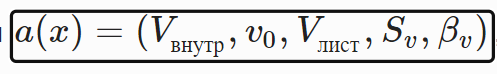 a(x) = (V_внутр, v_0, V_лист, S_v, β_v)